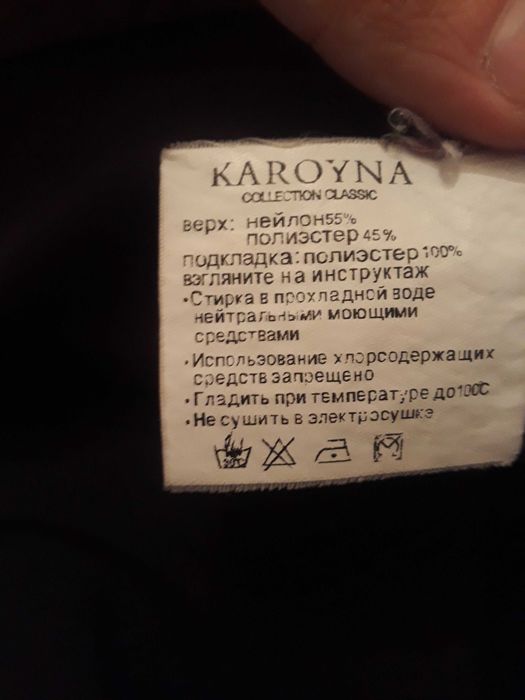 KAROYNA
COLLECTION CLASSIC
верх: нейлон55%
полиэстер 45%
подкладка: полиэстер 100%
взгляните на инструктаж
•Стирка в прохладной воде
нейтральными моющими
средствами
•Использование хлорсодержащих
средств запрещено
•Гладить при температуре до100C
•Не сушить в электросушке